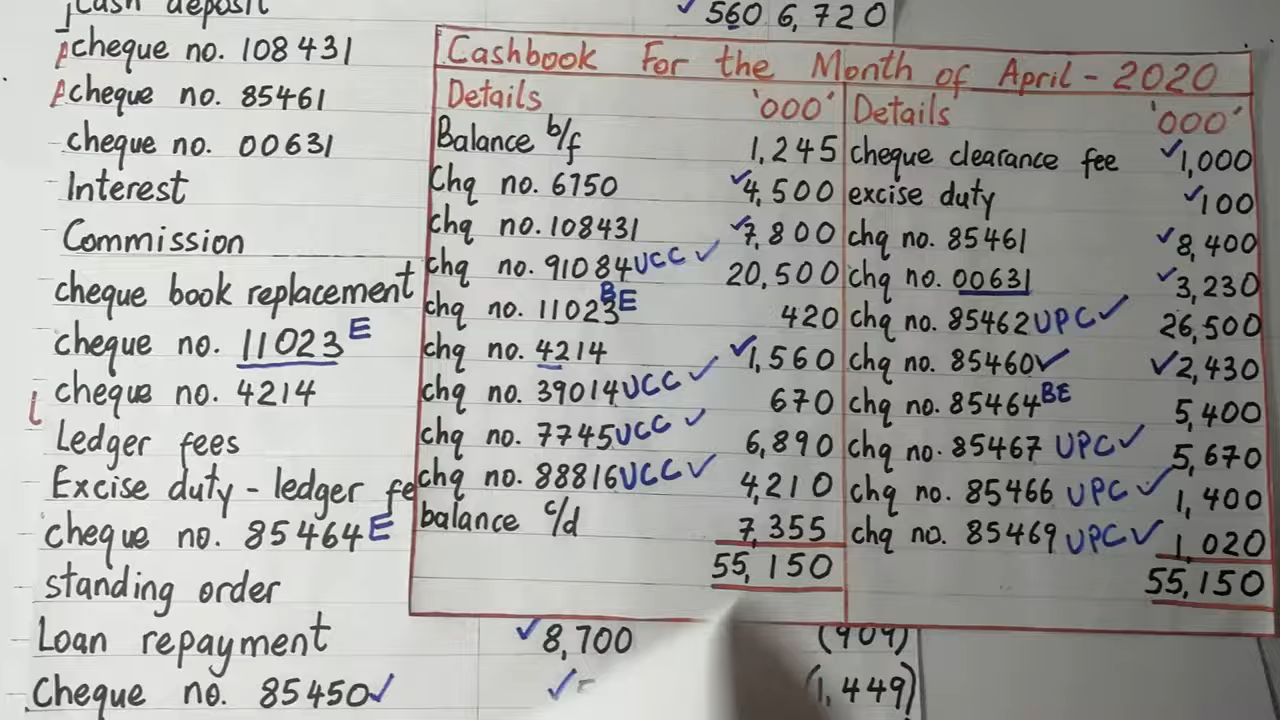 cash deposit ✓560 6,720
A cheque no. 108431
A cheque no. 85461
cheque no. 00631
Interest
Commission
cheque book replacement
cheque no. 11023 E
cheque no. 4214
Ledger fees
Excise duty - ledger fe
cheque no. 85464 E
standing order
Loan repayment ✓8,700 (909)
Cheque no. 85450✓ ✓ (1,449)
Cashbook For the Month of April - 2020
Details '000' Details '000'
Balance b/f 1,245 cheque clearance fee ✓1,000
Chq no. 6750 ✓4,500 excise duty ✓100
chq no. 108431 ✓7,800 chq no. 85461 ✓8,400
chq no. 91084 UCC ✓ 20,500 chq no. 00631 ✓3,230
chq no. 11023 BE 420 chq no. 85462 UPC ✓ 26,500
chq no. 4214 ✓1,560 chq no. 85460 ✓ ✓2,430
chq no. 39014 UCC ✓ 670 chq no. 85464 BE 5,400
chq no. 7745 UCC ✓ 6,890 chq no. 85467 UPC ✓ 5,670
chq no. 88816 UCC ✓ 4,210 chq no. 85466 UPC ✓ 1,400
balance c/d 7,355 chq no. 85469 UPC ✓ 1,020
55,150 55,150